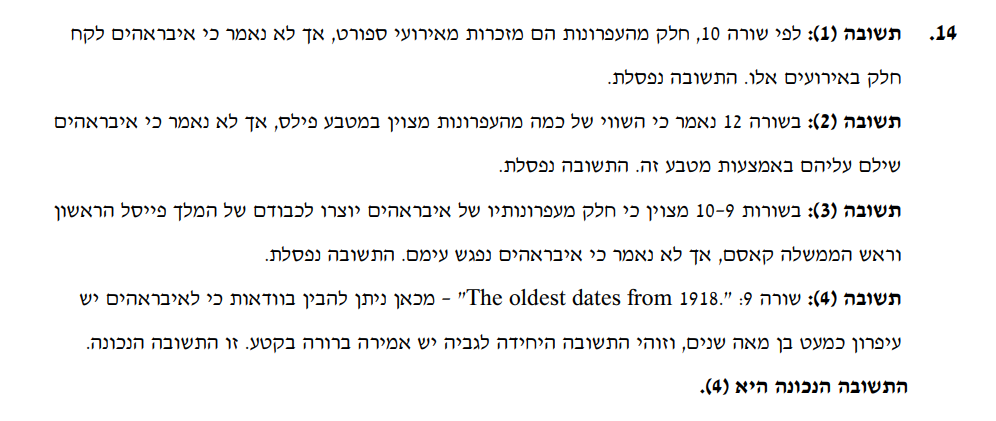 14. תשובה (1): לפי שורה 10, חלק מהעפרונות הם מזכרות מאירועי ספורט, אך לא נאמר כי איבראהים לקח
חלק באירועים אלו. התשובה נפסלת.
תשובה (2): בשורה 12 נאמר כי השווי של כמה מהעפרונות מצוין במטבע פילס, אך לא נאמר כי איבראהים
שילם עליהם באמצעות מטבע זה. התשובה נפסלת.
תשובה (3): בשורות 9–10 מצוין כי חלק מעפרונותיו של איבראהים יוצרו לכבודם של המלך פייסל הראשון
וראש הממשלה קאסם, אך לא נאמר כי איבראהים נפגש עימם. התשובה נפסלת.
תשובה (4): שורה 9: "The oldest dates from 1918." – מכאן ניתן להבין בוודאות כי לאיבראהים יש
עיפרון כמעט בן מאה שנים, וזוהי התשובה היחידה לגביה יש אמירה ברורה בקטע. זו התשובה הנכונה.
התשובה הנכונה היא (4).